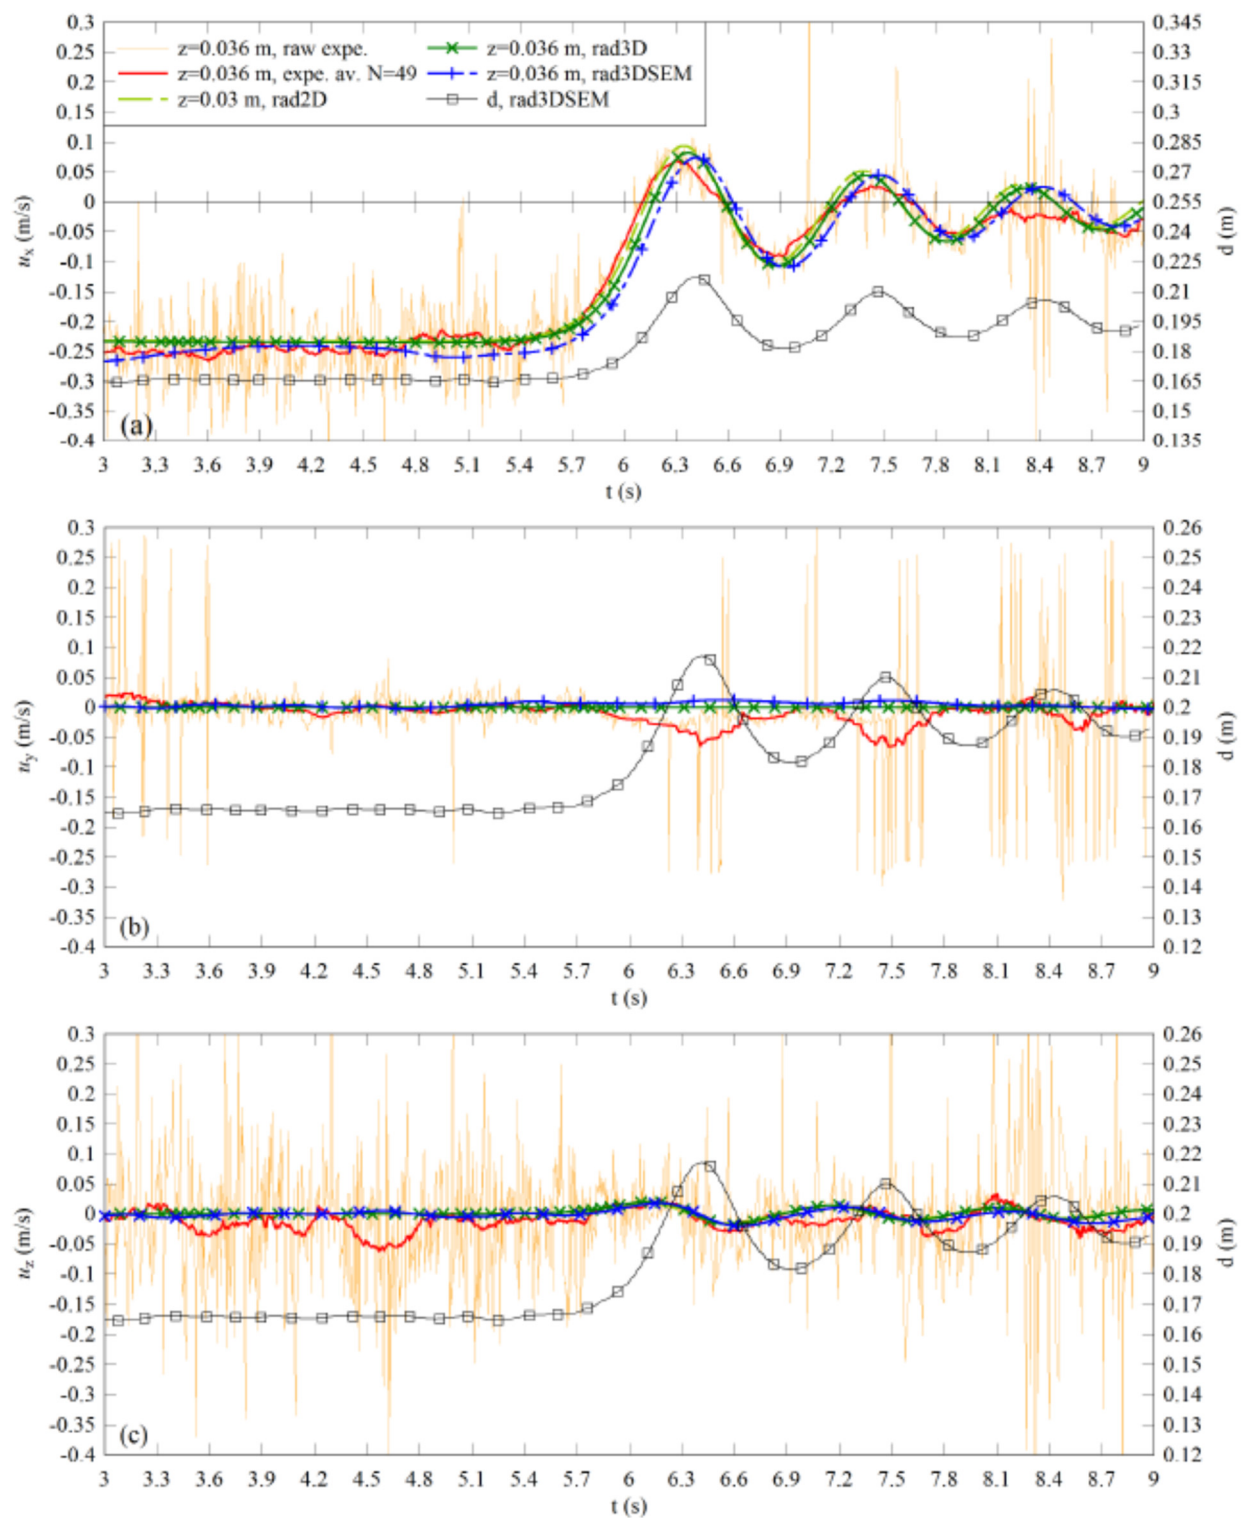 0.3 0.25 0.2 0.15 0.1 0.05 0 -0.05 -0.1 -0.15 -0.2 -0.25 -0.3 -0.35 -0.4
ux (m/s)
z=0.036 m, raw expe.
z=0.036 m, expe. av. N=49
z=0.03 m, rad2D
z=0.036 m, rad3D
z=0.036 m, rad3DSEM
d, rad3DSEM
0.345 0.33 0.315 0.3 0.285 0.27 0.255 0.24 0.225 0.21 0.195 0.18 0.165 0.15 0.135
d (m)
(a)
3 3.3 3.6 3.9 4.2 4.5 4.8 5.1 5.4 5.7 6 6.3 6.6 6.9 7.2 7.5 7.8 8.1 8.4 8.7 9
t (s)
0.3 0.25 0.2 0.15 0.1 0.05 0 -0.05 -0.1 -0.15 -0.2 -0.25 -0.3 -0.35 -0.4
uy (m/s)
0.26 0.25 0.24 0.23 0.22 0.21 0.2 0.19 0.18 0.17 0.16 0.15 0.14 0.13 0.12
d (m)
(b)
3 3.3 3.6 3.9 4.2 4.5 4.8 5.1 5.4 5.7 6 6.3 6.6 6.9 7.2 7.5 7.8 8.1 8.4 8.7 9
t (s)
0.3 0.25 0.2 0.15 0.1 0.05 0 -0.05 -0.1 -0.15 -0.2 -0.25 -0.3 -0.35 -0.4
uz (m/s)
0.26 0.25 0.24 0.23 0.22 0.21 0.2 0.19 0.18 0.17 0.16 0.15 0.14 0.13 0.12
d (m)
(c)
3 3.3 3.6 3.9 4.2 4.5 4.8 5.1 5.4 5.7 6 6.3 6.6 6.9 7.2 7.5 7.8 8.1 8.4 8.7 9
t (s)